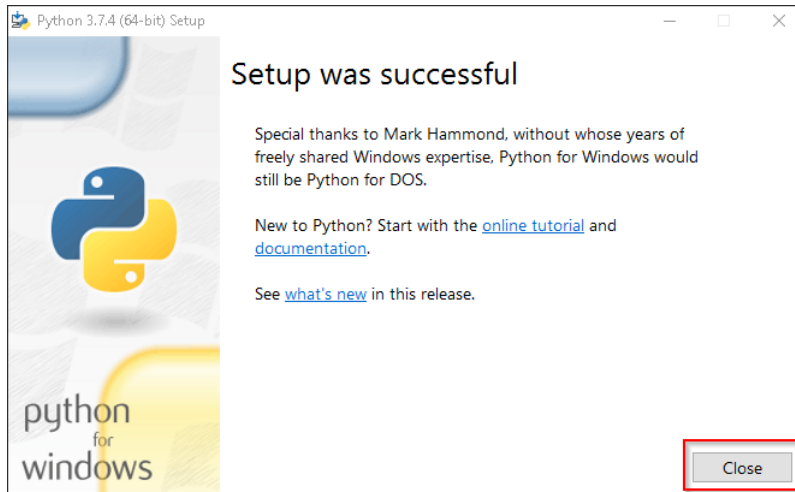 Python 3.7.4 (64-bit) Setup
Setup was successful
Special thanks to Mark Hammond, without whose years of
freely shared Windows expertise, Python for Windows would
still be Python for DOS.
New to Python? Start with the online tutorial and
documentation.
See what's new in this release.
python
for
windows
Close